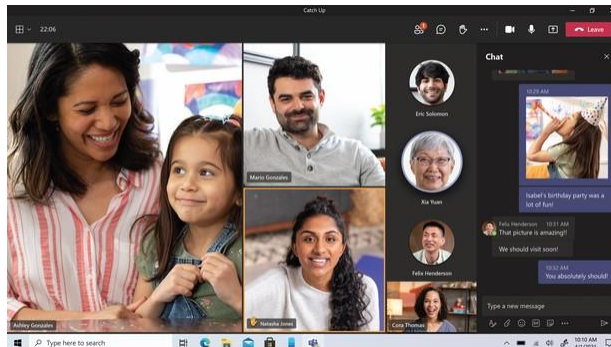 Catch Up
22:06
1
Leave
Chat
10:29 AM
Isabel's birthday party was a
lot of fun!
Felix Henderson 10:31 AM
That picture is amazing!!
We should visit soon!
10:32 AM
You absolutely should!
Type a new message
Eric Solomon
Xia Yuan
Felix Henderson
Mario Gonzales
Ashley Gonzales
Natasha Jones
Cora Thomas
Type here to search
10:10 AM